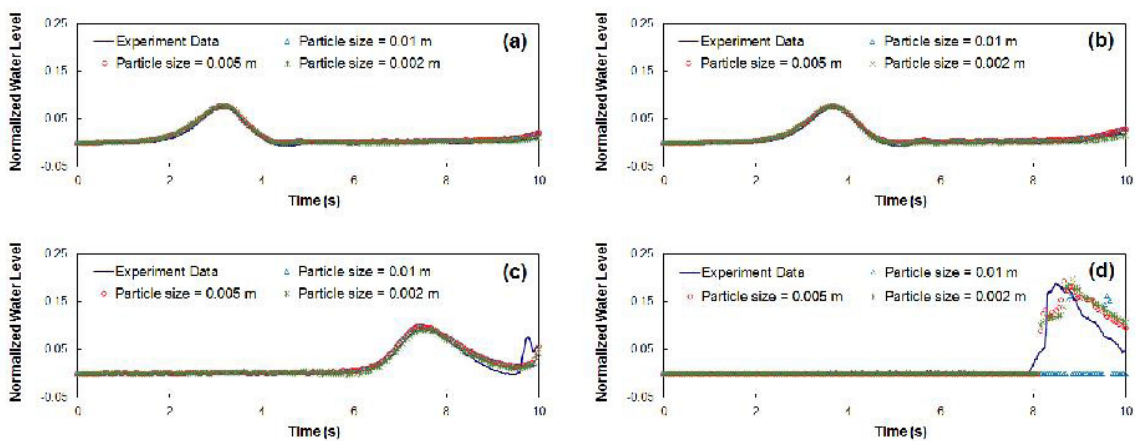 0.25
Experiment Data
Particle size = 0.01 m
(a)
Particle size = 0.005 m
Particle size = 0.002 m
0.15
0.05
-0.05
Normalized Water Level
0 2 4 6 8 10
Time (s)
0.25
Experiment Data
Particle size = 0.01 m
(b)
Particle size = 0.005 m
Particle size = 0.002 m
0.15
0.05
-0.05
Normalized Water Level
0 2 4 6 8 10
Time (s)
0.25
Experiment Data
Particle size = 0.01 m
(c)
Particle size = 0.005 m
Particle size = 0.002 m
0.15
0.05
-0.05
Normalized Water Level
0 2 4 6 8 10
Time (s)
0.25
Experiment Data
Particle size = 0.01 m
(d)
Particle size = 0.005 m
Particle size = 0.002 m
0.15
0.05
-0.05
Normalized Water Level
0 2 4 6 8 10
Time (s)